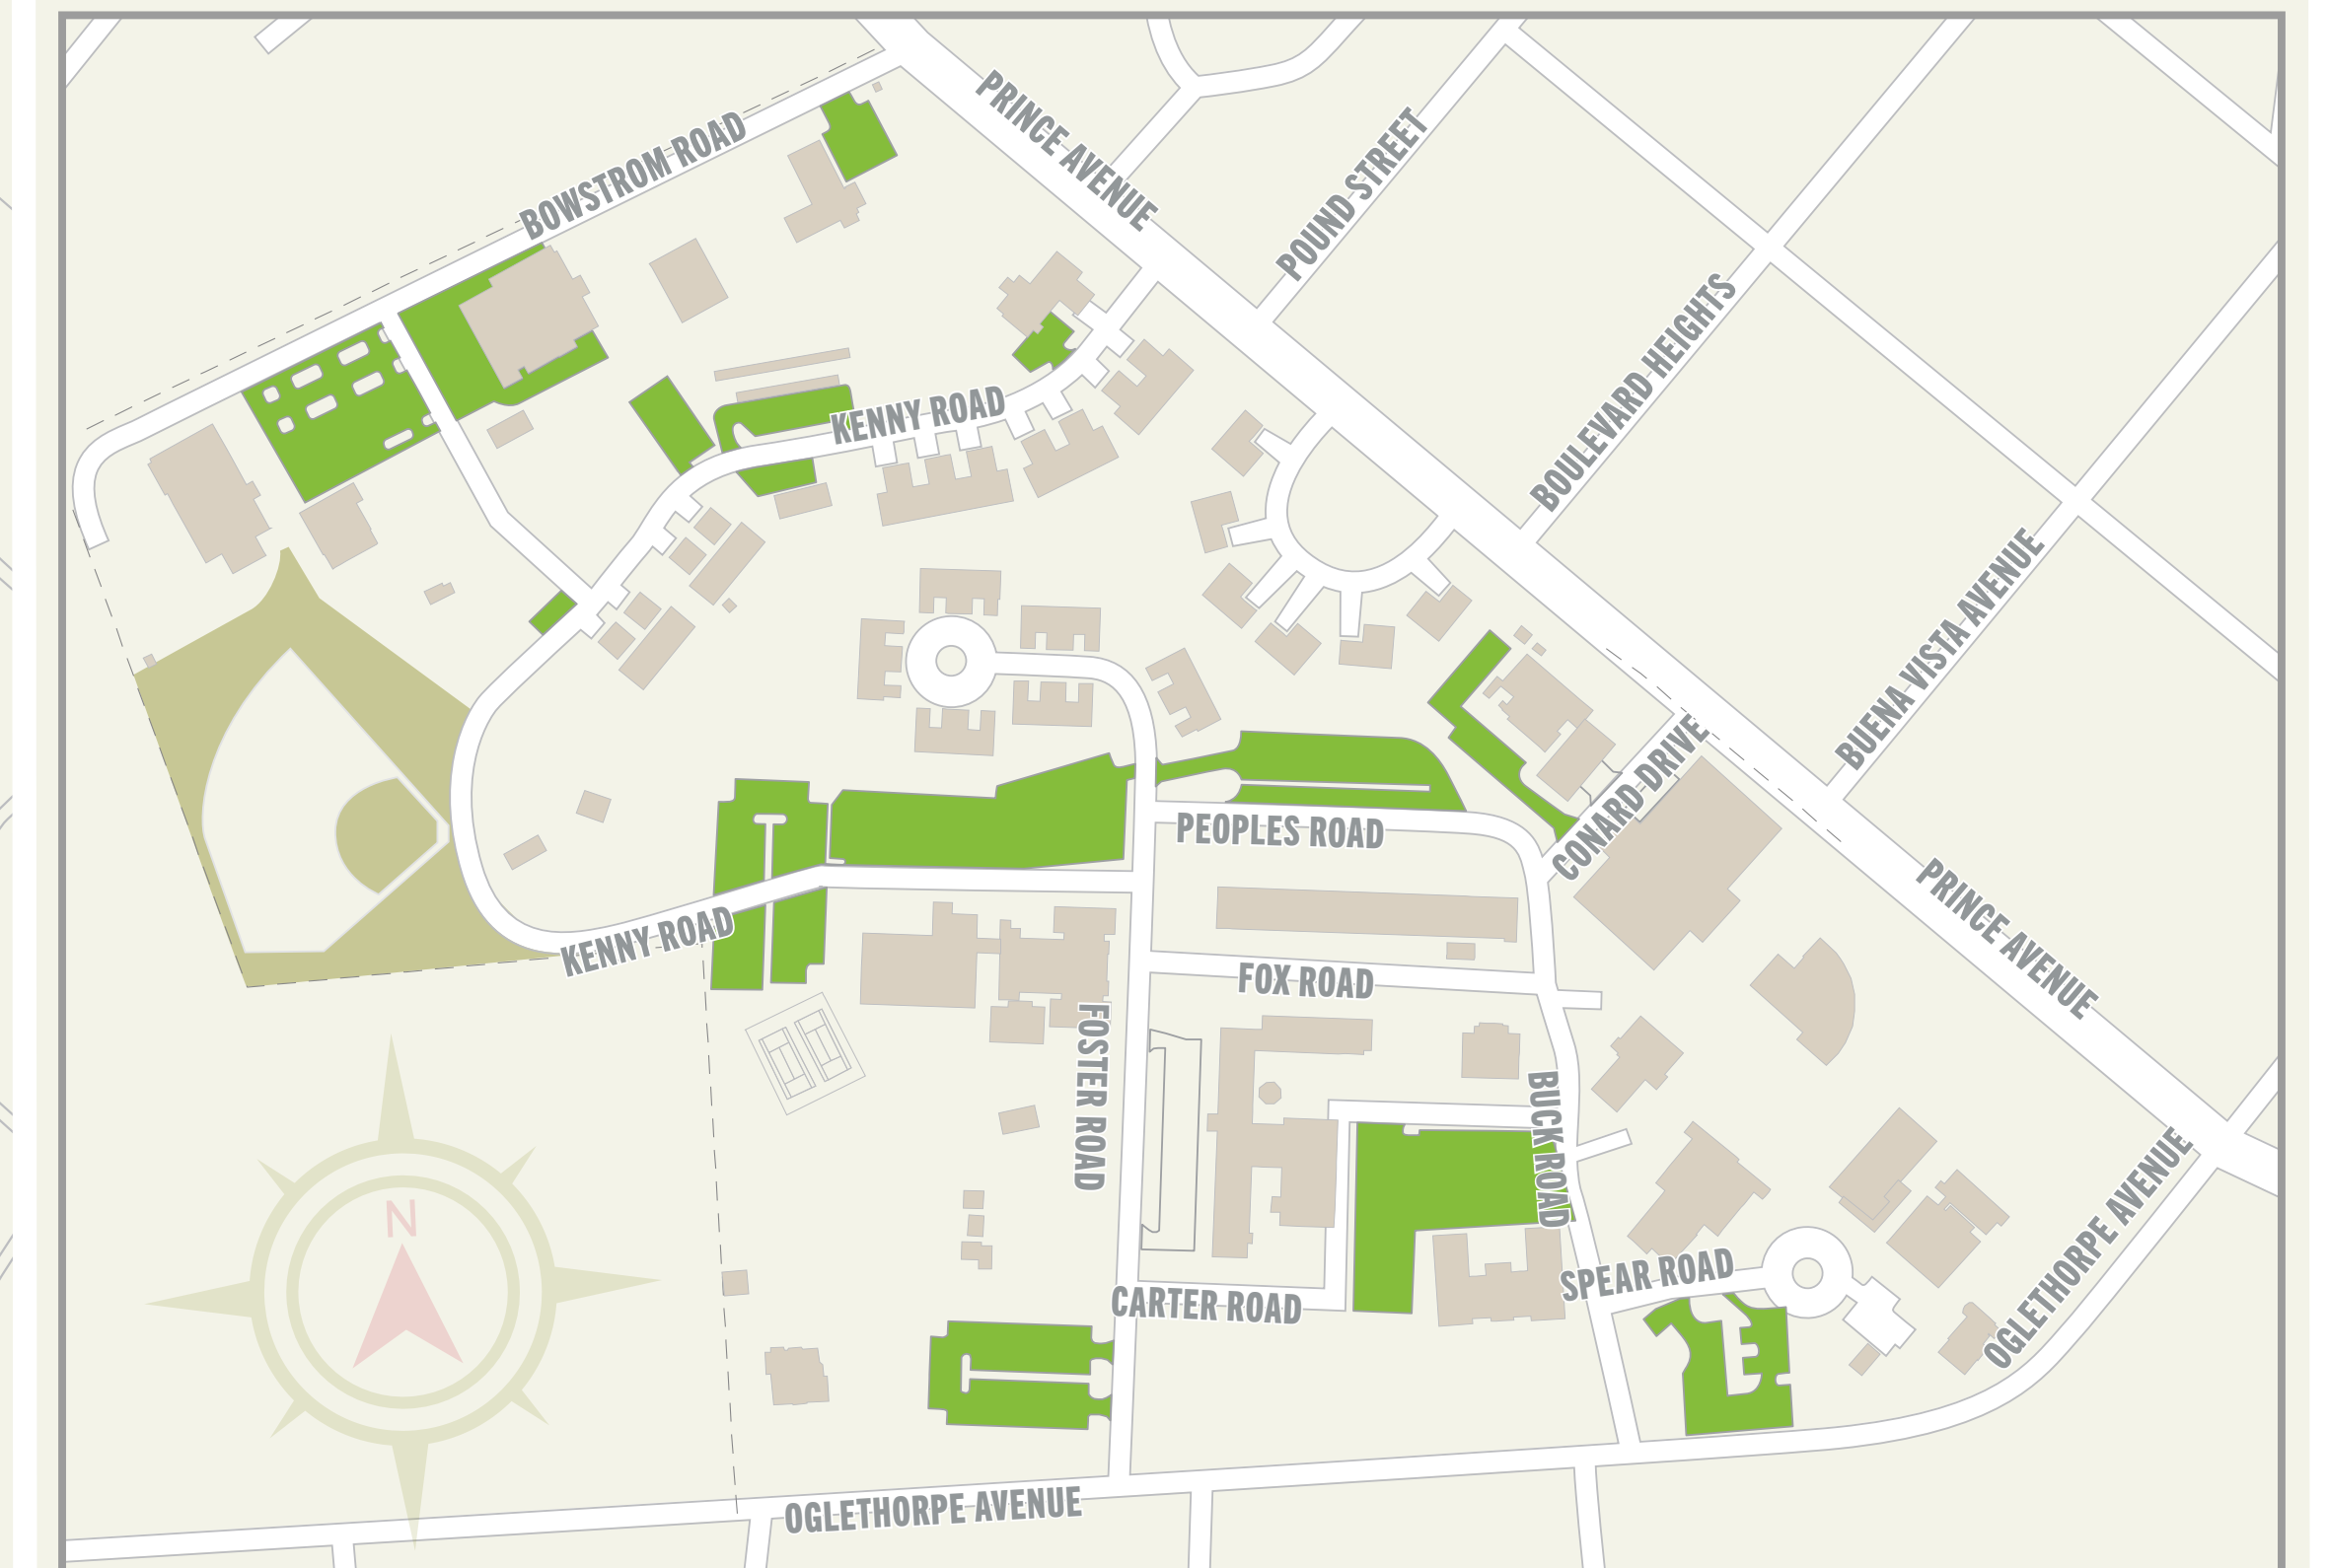 PRINCE AVENUE
POUND STREET
BOWSTROM ROAD
BOULEVARD HEIGHTS
KENNY ROAD
BUENA VISTA AVENUE
CONARD DRIVE
PEOPLES ROAD
PRINCE AVENUE
KENNY ROAD
FOX ROAD
FOSTER ROAD
BUCK ROAD
OGLETHORPE AVENUE
N
SPEAR ROAD
CARTER ROAD
OGLETHORPE AVENUE